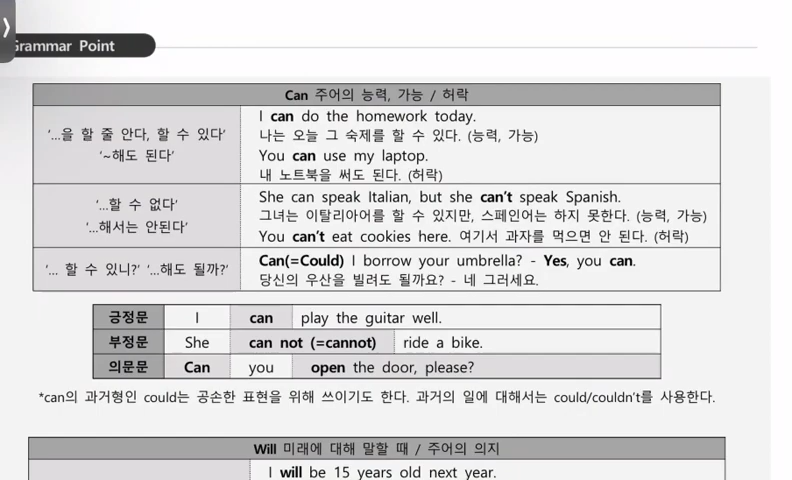 Grammar Point
Can 주어의 능력, 가능 / 허락
‘...을 할 줄 안다, 할 수 있다’
‘~해도 된다’
I can do the homework today.
나는 오늘 그 숙제를 할 수 있다. (능력, 가능)
You can use my laptop.
내 노트북을 써도 된다. (허락)
‘...할 수 없다’
‘...해서는 안된다’
She can speak Italian, but she can't speak Spanish.
그녀는 이탈리아어를 할 수 있지만, 스페인어는 하지 못한다. (능력, 가능)
You can't eat cookies here. 여기서 과자를 먹으면 안 된다. (허락)
‘... 할 수 있니?’ ‘...해도 될까?’
Can(=Could) I borrow your umbrella? - Yes, you can.
당신의 우산을 빌려도 될까요? - 네 그러세요.
긍정문 I can play the guitar well.
부정문 She can not (=cannot) ride a bike.
의문문 Can you open the door, please?
*can의 과거형인 could는 공손한 표현을 위해 쓰이기도 한다. 과거의 일에 대해서는 could/couldn't를 사용한다.
Will 미래에 대해 말할 때 / 주어의 의지
I will be 15 years old next year.